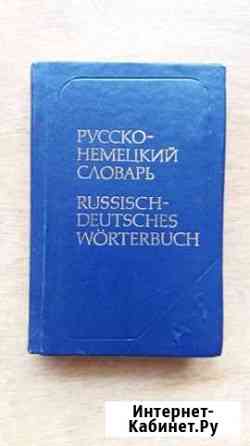 РУССКО-
НЕМЕЦКИЙ
СЛОВАРЬ
RUSSISCH-
DEUTSCHES
WÖRTERBUCH
Интернет-
Кабинет.Ру